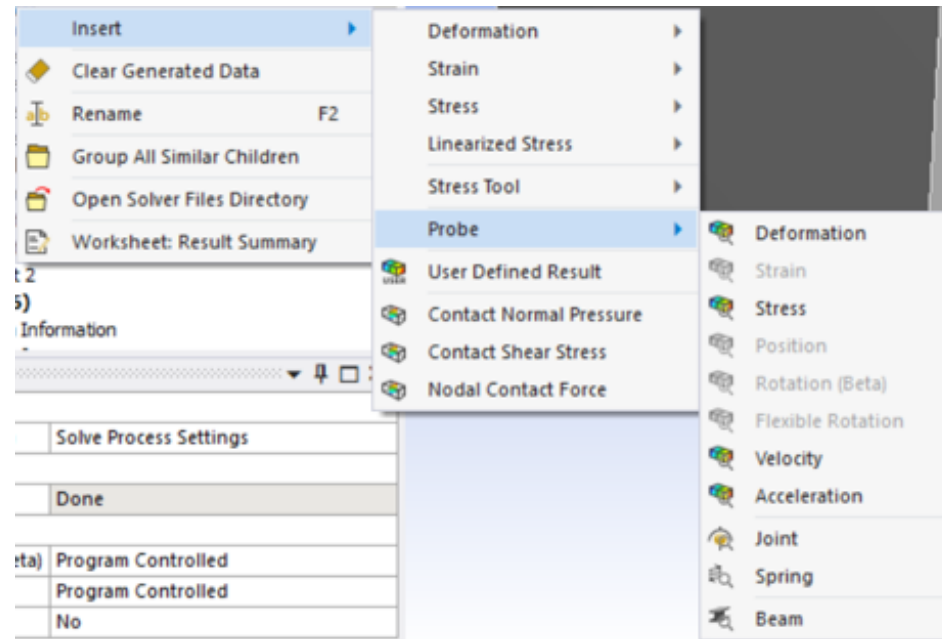 Insert
Clear Generated Data
Rename F2
Group All Similar Children
Open Solver Files Directory
Worksheet: Result Summary
t 2
5)
Information
Solve Process Settings
Done
eta) Program Controlled
Program Controlled
No
Deformation
Strain
Stress
Linearized Stress
Stress Tool
Probe
USER
User Defined Result
Contact Normal Pressure
Contact Shear Stress
Nodal Contact Force
Deformation
Strain
Stress
Position
Rotation (Beta)
Flexible Rotation
Velocity
Acceleration
Joint
Spring
Beam